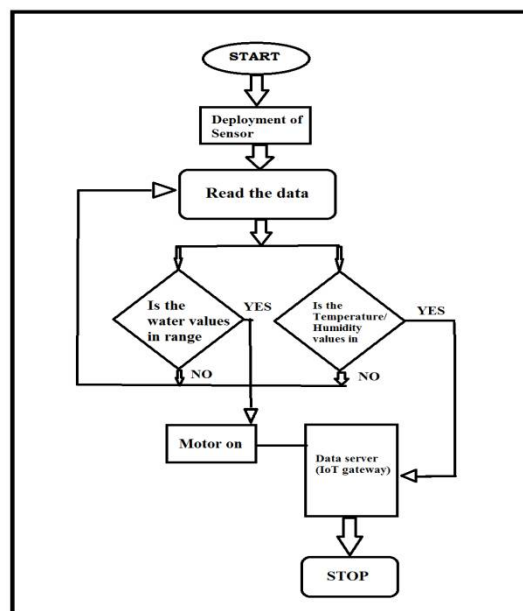 START
Deployment of
Sensor
Read the data
Is the
water values
in range
YES
NO
Is the
Temperature/
Humidity
values in
YES
NO
Motor on
Data server
(IoT gateway)
STOP